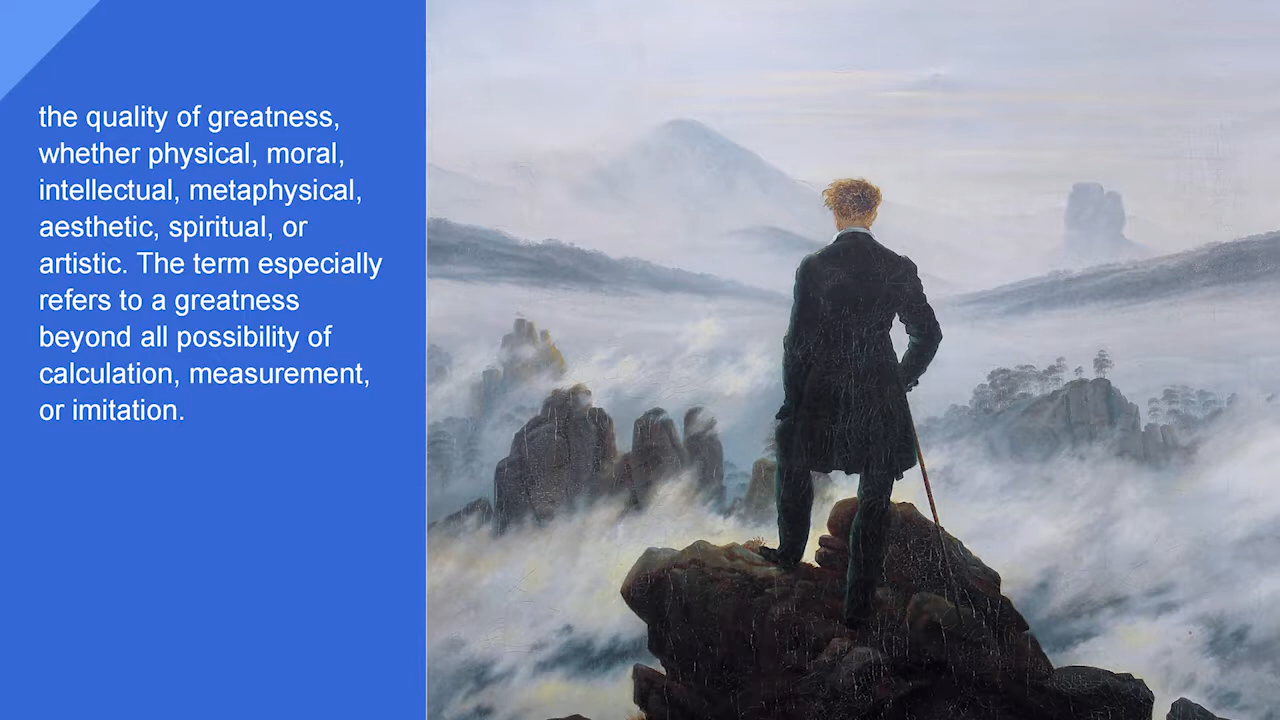 the quality of greatness,
whether physical, moral,
intellectual, metaphysical,
aesthetic, spiritual, or
artistic. The term especially
refers to a greatness
beyond all possibility of
calculation, measurement,
or imitation.